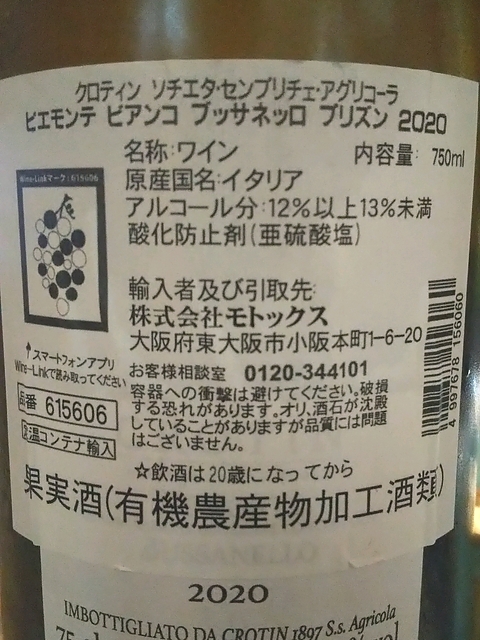 クロティン ソチエタ・センプリチェ・アグリコーラ
ピエモンテ ビアンコ ブッサネッロ プリズン 2020
名称:ワイン
内容量: 750ml
原産国名:イタリア
アルコール分:12%以上13%未満
酸化防止剤(亜硫酸塩)
Wine-Linkマーク:615606
輸入者及び引取先:
株式会社モトックス
大阪府東大阪市小阪本町1-6-20
↑スマートフォンアプリ
Wine-Linkで読み取ってください
お客様相談室 0120-344101
容器への衝撃は避けてください。破損
する恐れがあります。オリ、酒石が沈殿
していることがありますが品質には問題
はございません。
品番 615606
定温コンテナ輸入
4 997678 156060
☆飲酒は20歳になってから
果実酒(有機農産物加工酒類)
2020
IMBOTTIGLIATO DA CROTIN 1897 S.s. Agricola